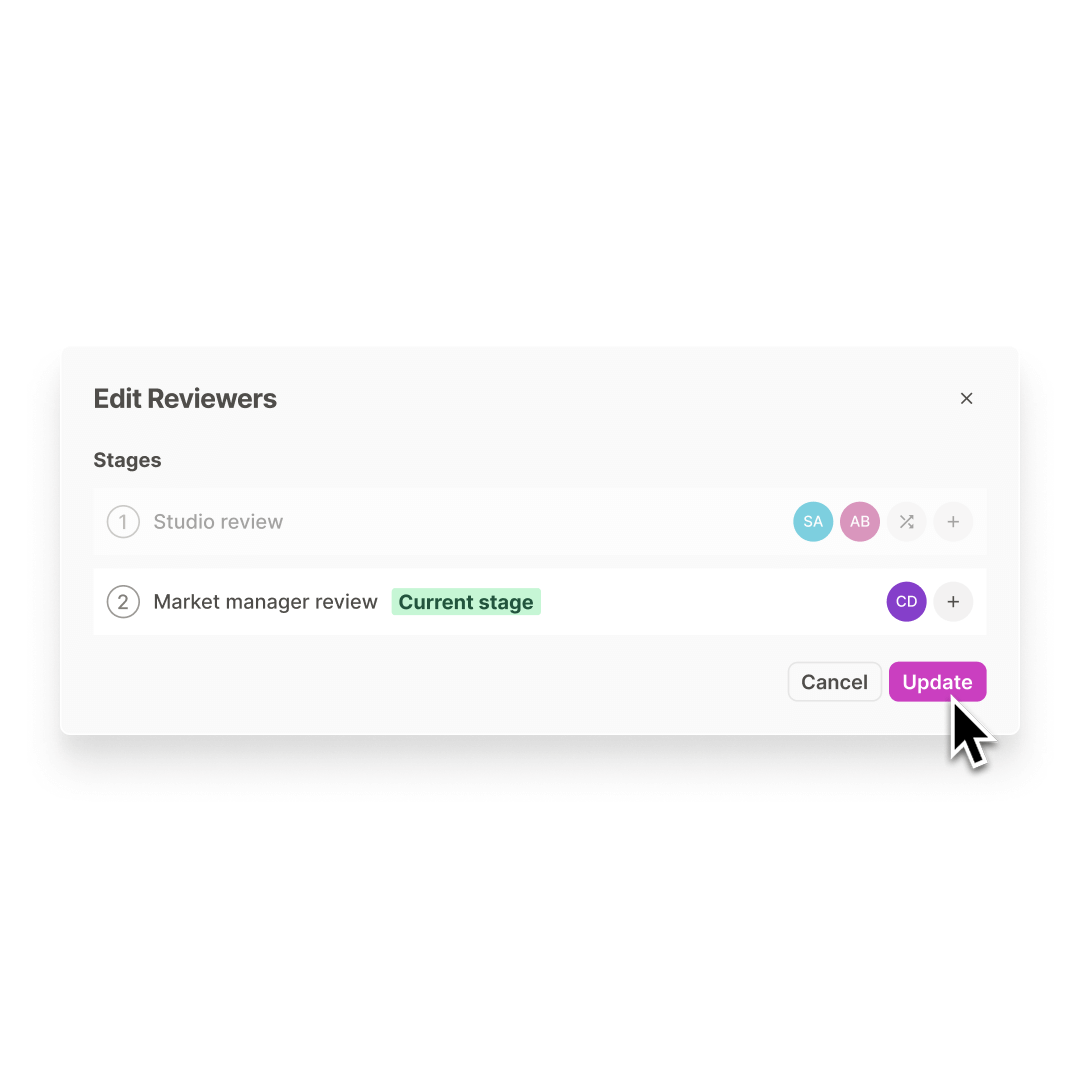 Edit Reviewers
Stages
1 Studio review SA AB
2 Market manager review Current stage CD
Cancel Update